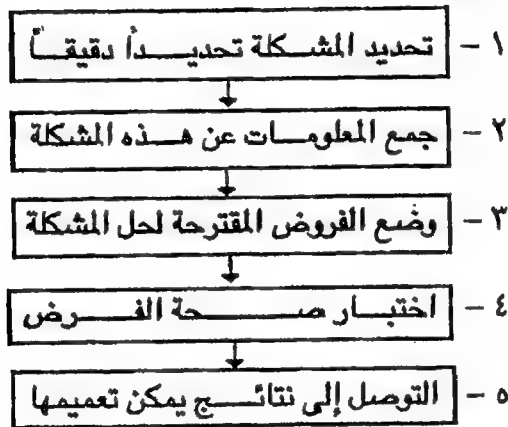 ١ - تحديد المشكلة تحديداً دقيقاً
٢ - جمع المعلومات عن هذه المشكلة
٣ - وضع الفروض المقترحة لحل المشكلة
٤ - اختبار صحة الفرض
٥ - التوصل إلى نتائج يمكن تعميمها